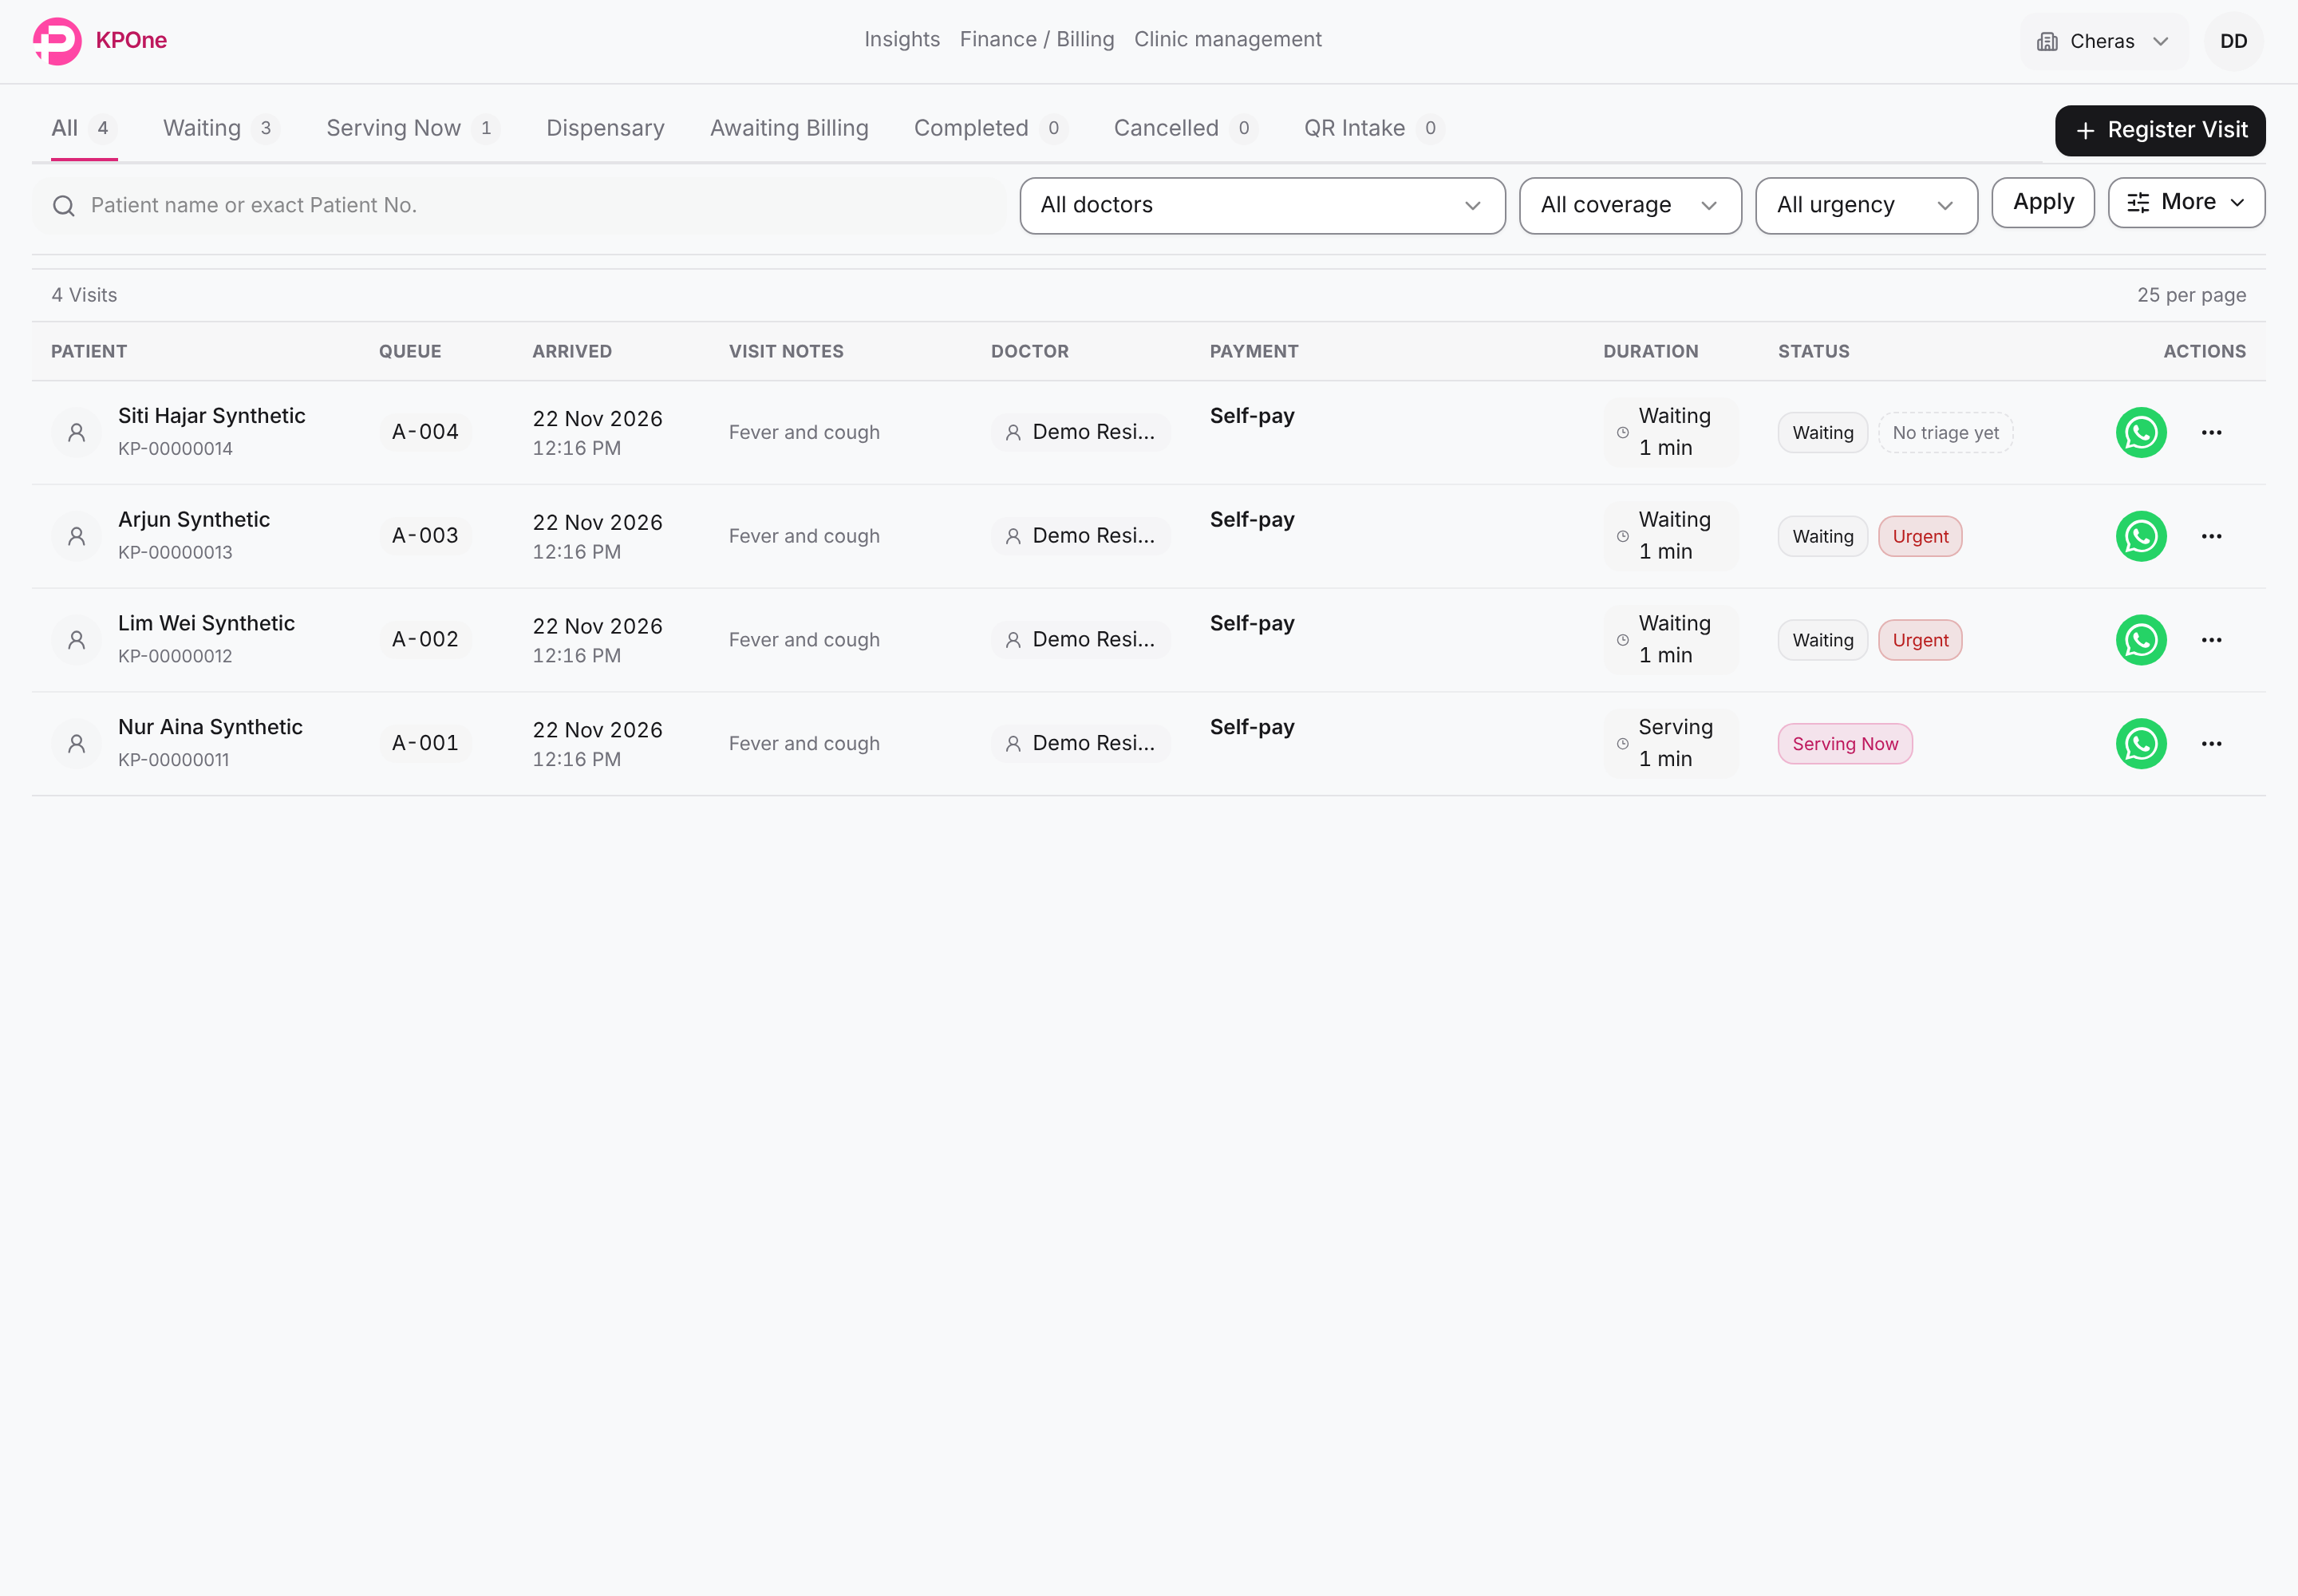 KPOne
Insights Finance / Billing Clinic management
Cheras
DD
All 4 Waiting 3 Serving Now 1 Dispensary Awaiting Billing Completed 0 Cancelled 0 QR Intake 0
+ Register Visit
Patient name or exact Patient No.
All doctors
All coverage
All urgency
Apply
More
4 Visits
25 per page
PATIENT QUEUE ARRIVED VISIT NOTES DOCTOR PAYMENT DURATION STATUS ACTIONS
Siti Hajar Synthetic
KP-00000014
A-004
22 Nov 2026
12:16 PM
Fever and cough
Demo Resi...
Self-pay
Waiting
1 min
Waiting
No triage yet
Arjun Synthetic
KP-00000013
A-003
22 Nov 2026
12:16 PM
Fever and cough
Demo Resi...
Self-pay
Waiting
1 min
Waiting
Urgent
Lim Wei Synthetic
KP-00000012
A-002
22 Nov 2026
12:16 PM
Fever and cough
Demo Resi...
Self-pay
Waiting
1 min
Waiting
Urgent
Nur Aina Synthetic
KP-00000011
A-001
22 Nov 2026
12:16 PM
Fever and cough
Demo Resi...
Self-pay
Serving
1 min
Serving Now